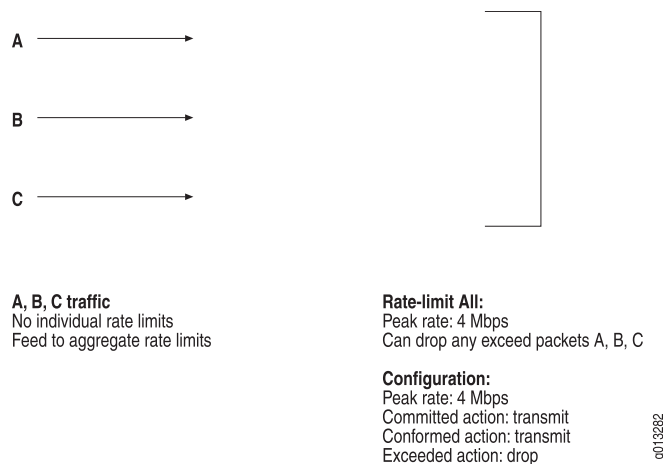 A
B
C
A, B, C traffic
No individual rate limits
Feed to aggregate rate limits
Rate-limit All:
Peak rate: 4 Mbps
Can drop any exceed packets A, B, C
Configuration:
Peak rate: 4 Mbps
Committed action: transmit
Conformed action: transmit
Exceeded action: drop
g013282